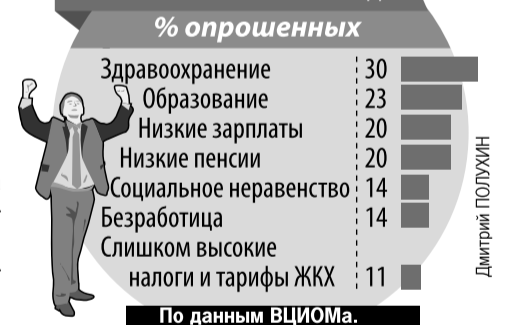 % опрошенных
Здравоохранение 30
Образование 23
Низкие зарплаты 20
Низкие пенсии 20
Социальное неравенство 14
Безработица 14
Слишком высокие
налоги и тарифы ЖКХ 11
По данным ВЦИОМа.
Дмитрий ПОЛУХИН